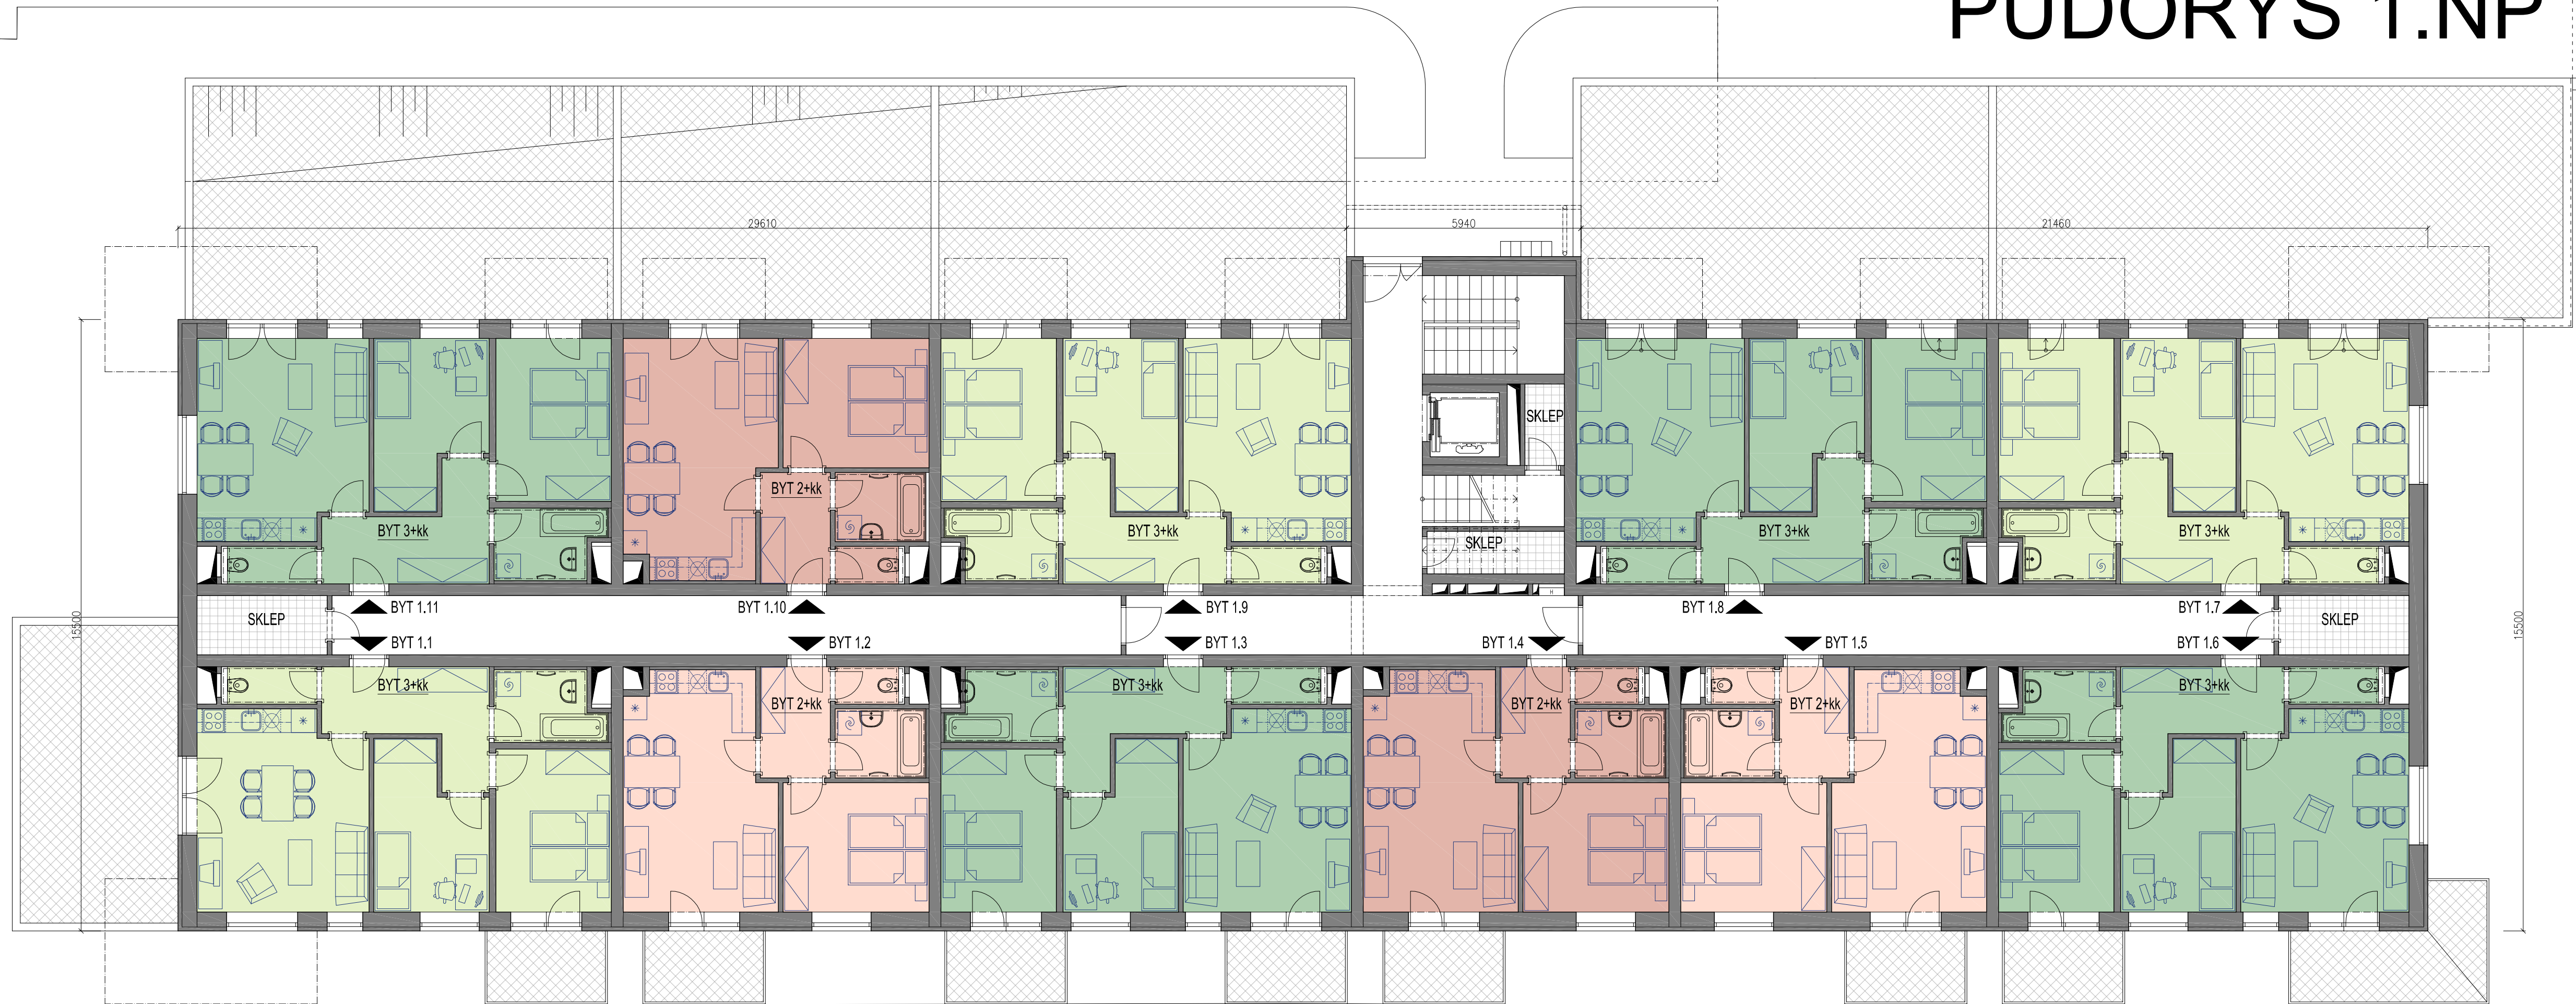 PUDORYS 1.NP
29610
5940
21460
15500
15500
SKLEP
BYT 2+kk
BYT 3+kk
BYT 3+kk
BYT 3+kk
BYT 3+kk
SKLEP
H
SKLEP
BYT 1.11
BYT 1.10
BYT 1.9
BYT 1.8
BYT 1.7
SKLEP
BYT 1.1
BYT 1.2
BYT 1.3
BYT 1.4
BYT 1.5
BYT 1.6
BYT 3+kk
BYT 2+kk
BYT 3+kk
BYT 2+kk
BYT 2+kk
BYT 3+kk